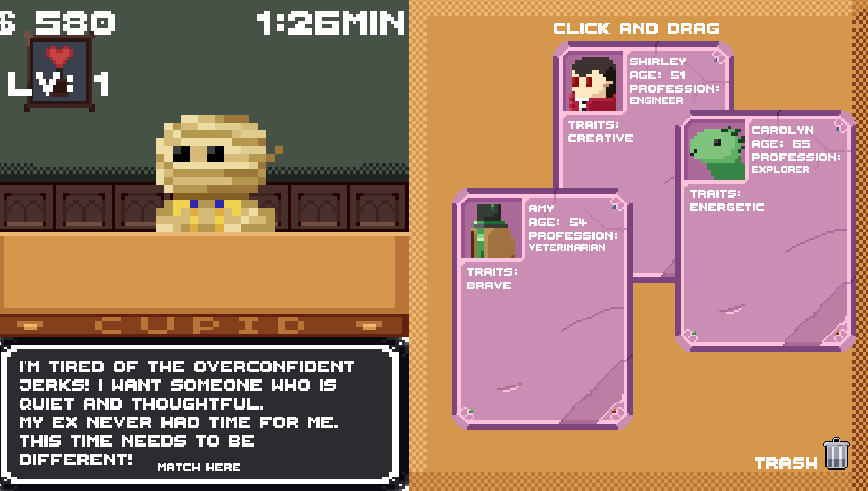 $ 580
1:26MIN
LV: 1
CUPID
I'M TIRED OF THE OVERCONFIDENT
JERKS! I WANT SOMEONE WHO IS
QUIET AND THOUGHTFUL.
MY EX NEVER HAD TIME FOR ME.
THIS TIME NEEDS TO BE
DIFFERENT!
MATCH HERE
CLICK AND DRAG
SHIRLEY
AGE: 51
PROFESSION:
ENGINEER
TRAITS:
CREATIVE
CAROLYN
AGE: 65
PROFESSION:
EXPLORER
TRAITS:
ENERGETIC
AMY
AGE: 54
PROFESSION:
VETERINARIAN
TRAITS:
BRAVE
TRASH